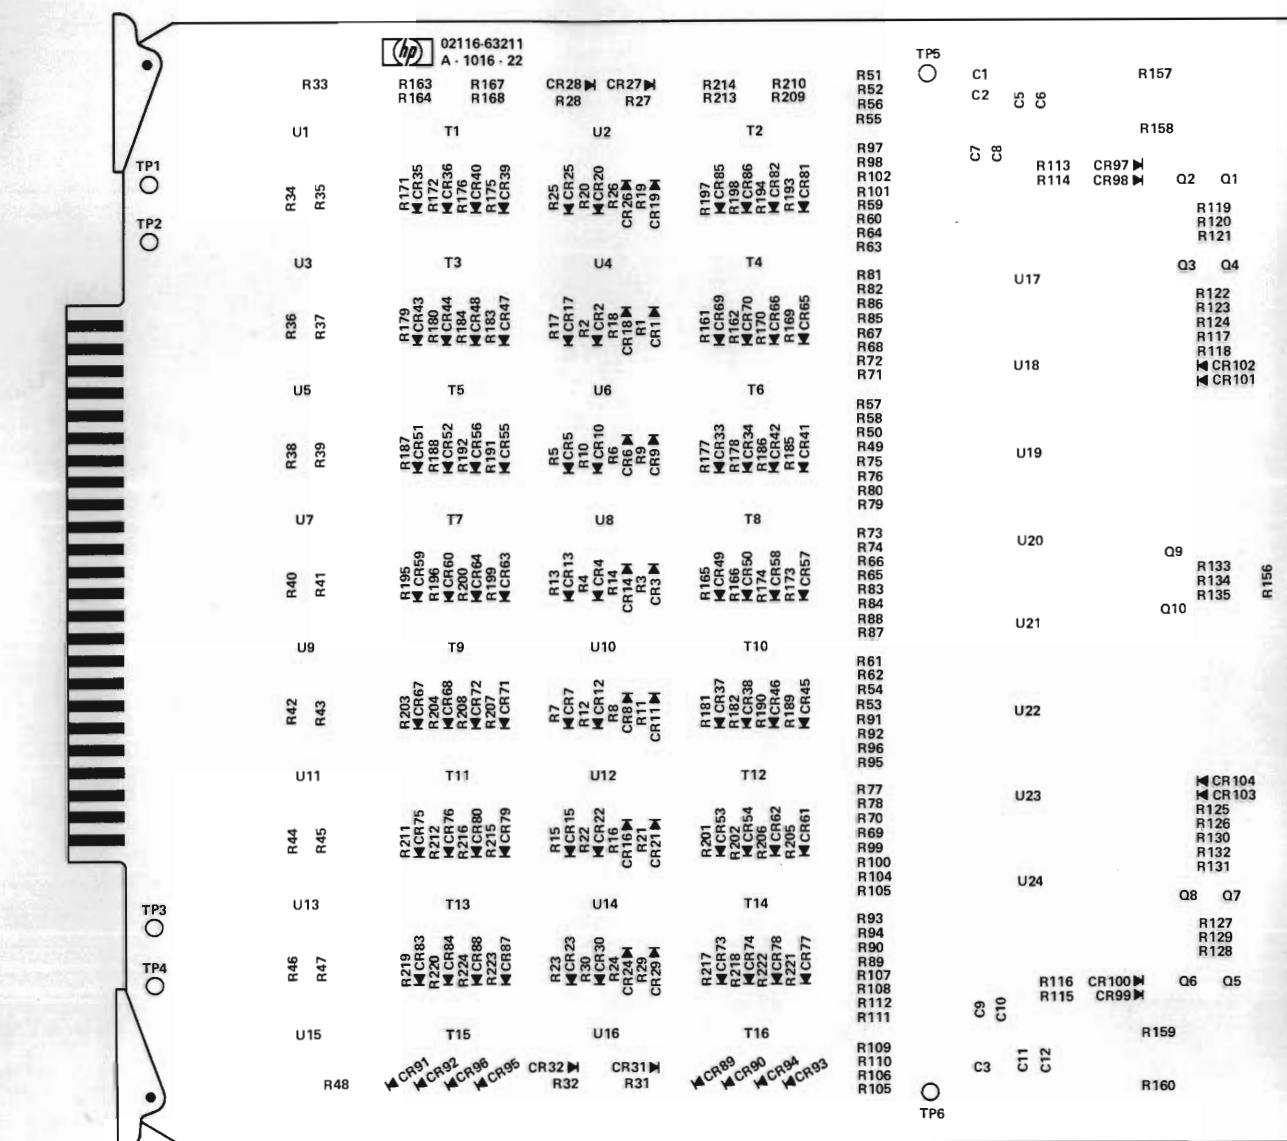 hp 02116-63211
A - 1016 - 22
TP5
R33 R163 R167 CR28 CR27 R214 R210 R51 C1 R157
R164 R168 R28 R27 R213 R209 R52 C2 C5 C6
R56
R55
U1 T1 U2 T2 R158
R97 C7 C8
TP1 R98 R113 CR97
R102 R114 CR98 Q2 Q1
R34 R35 R171 CR35 R172 CR36 R176 CR40 R175 CR39 R25 CR25 R20 CR20 R26 CR26 R19 CR19 R197 CR85 R198 CR86 R194 CR82 R193 CR81 R101
R59 R119
TP2 R60 R120
R64 R121
R63
U3 T3 U4 T4 Q3 Q4
R81 U17
R82 R122
R86 R123
R36 R37 R179 CR43 R180 CR44 R184 CR48 R183 CR47 R17 CR17 R2 CR2 R18 CR18 R1 CR1 R161 CR69 R162 CR70 R170 CR66 R169 CR65 R85 R124
R67 R117
R68 R118
R72 U18 CR102
R71 CR101
U5 T5 U6 T6
R57
R58
R50
R38 R39 R187 CR51 R188 CR52 R192 CR56 R191 CR55 R5 CR5 R10 CR10 R6 CR6 R9 CR9 R177 CR33 R178 CR34 R186 CR42 R185 CR41 R49 U19
R75
R76
R80
R79
U7 T7 U8 T8
R73 U20
R74 Q9
R66 R133
R40 R41 R195 CR59 R196 CR60 R200 CR64 R199 CR63 R13 CR13 R4 CR4 R14 CR14 R3 CR3 R165 CR49 R166 CR50 R174 CR58 R173 CR57 R65 R134 R156
R83 R135
R84 Q10
R88 U21
R87
U9 T9 U10 T10
R61
R62
R54
R42 R43 R203 CR67 R204 CR68 R208 CR72 R207 CR71 R7 CR7 R12 CR12 R8 CR8 R11 CR11 R181 CR37 R182 CR38 R190 CR46 R189 CR45 R53 U22
R91
R92
R96
R95
U11 T11 U12 T12 CR104
R77 U23 CR103
R78 R125
R70 R126
R44 R45 R211 CR75 R212 CR76 R216 CR80 R215 CR79 R15 CR15 R22 CR22 R16 CR16 R21 CR21 R201 CR53 R202 CR54 R206 CR62 R205 CR61 R69 R130
R99 R132
R100 R131
R104 U24
R105 Q8 Q7
U13 T13 U14 T14
TP3 R93 R127
R94 R129
R90 R128
R46 R47 R219 CR83 R220 CR84 R224 CR88 R223 CR87 R23 CR23 R30 CR30 R24 CR24 R29 CR29 R217 CR73 R218 CR74 R222 CR78 R221 CR77 R89
TP4 R107 R116 CR100 Q6 Q5
R108 R115 CR99
R112 C9 C10
R111
U15 T15 U16 T16 R159
R109
R110 C3 C11 C12
CR91 CR92 CR96 CR95 CR32 CR31 CR89 CR90 CR94 CR93 R106
R48 R32 R31 R105 R160
TP6